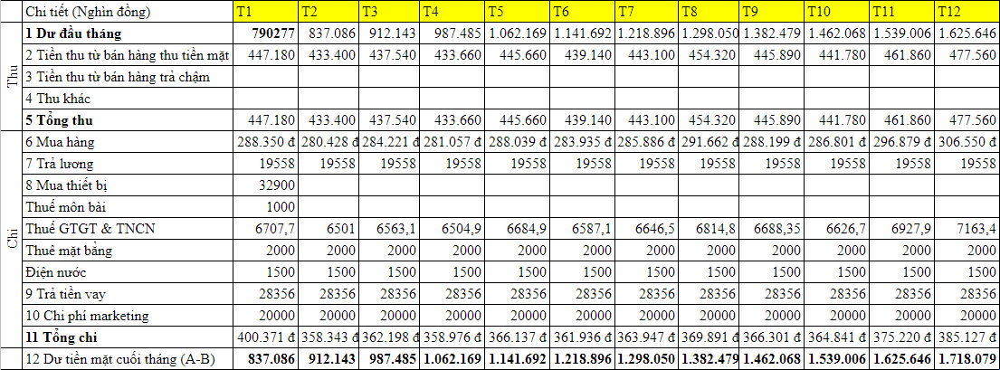 Chi tiết (Nghìn đồng) T1 T2 T3 T4 T5 T6 T7 T8 T9 T10 T11 T12
Thu
1 Dư đầu tháng 790277 837.086 912.143 987.485 1.062.169 1.141.692 1.218.896 1.298.050 1.382.479 1.462.068 1.539.006 1.625.646
2 Tiền thu từ bán hàng thu tiền mặt 447.180 433.400 437.540 433.660 445.660 439.140 443.100 454.320 445.890 441.780 461.860 477.560
3 Tiền thu từ bán hàng trả chậm
4 Thu khác
5 Tổng thu 447.180 433.400 437.540 433.660 445.660 439.140 443.100 454.320 445.890 441.780 461.860 477.560
Chi
6 Mua hàng 288.350 đ 280.428 đ 284.221 đ 281.057 đ 288.039 đ 283.935 đ 285.886 đ 291.662 đ 288.199 đ 286.801 đ 296.879 đ 306.550 đ
7 Trả lương 19558 19558 19558 19558 19558 19558 19558 19558 19558 19558 19558 19558
8 Mua thiết bị 32900
Thuế môn bài 1000
Thuế GTGT & TNCN 6707,7 6501 6563,1 6504,9 6684,9 6587,1 6646,5 6814,8 6688,35 6626,7 6927,9 7163,4
Thuê mặt bằng 2000 2000 2000 2000 2000 2000 2000 2000 2000 2000 2000 2000
Điện nước 1500 1500 1500 1500 1500 1500 1500 1500 1500 1500 1500 1500
9 Trả tiền vay 28356 28356 28356 28356 28356 28356 28356 28356 28356 28356 28356 28356
10 Chi phí marketing 20000 20000 20000 20000 20000 20000 20000 20000 20000 20000 20000 20000
11 Tổng chi 400.371 đ 358.343 đ 362.198 đ 358.976 đ 366.137 đ 361.936 đ 363.947 đ 369.891 đ 366.301 đ 364.841 đ 375.220 đ 385.127 đ
12 Dư tiền mặt cuối tháng (A-B) 837.086 912.143 987.485 1.062.169 1.141.692 1.218.896 1.298.050 1.382.479 1.462.068 1.539.006 1.625.646 1.718.079